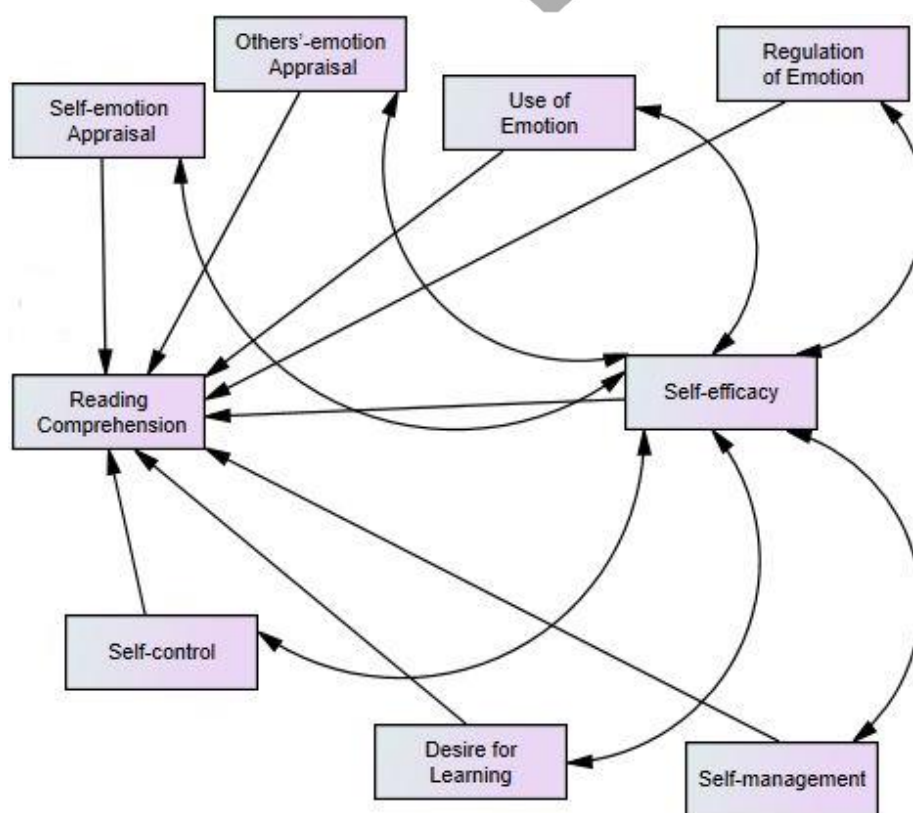 Others'-emotion
Appraisal
Regulation
of Emotion
Self-emotion
Appraisal
Use of
Emotion
Reading
Comprehension
Self-efficacy
Self-control
Desire for
Learning
Self-management